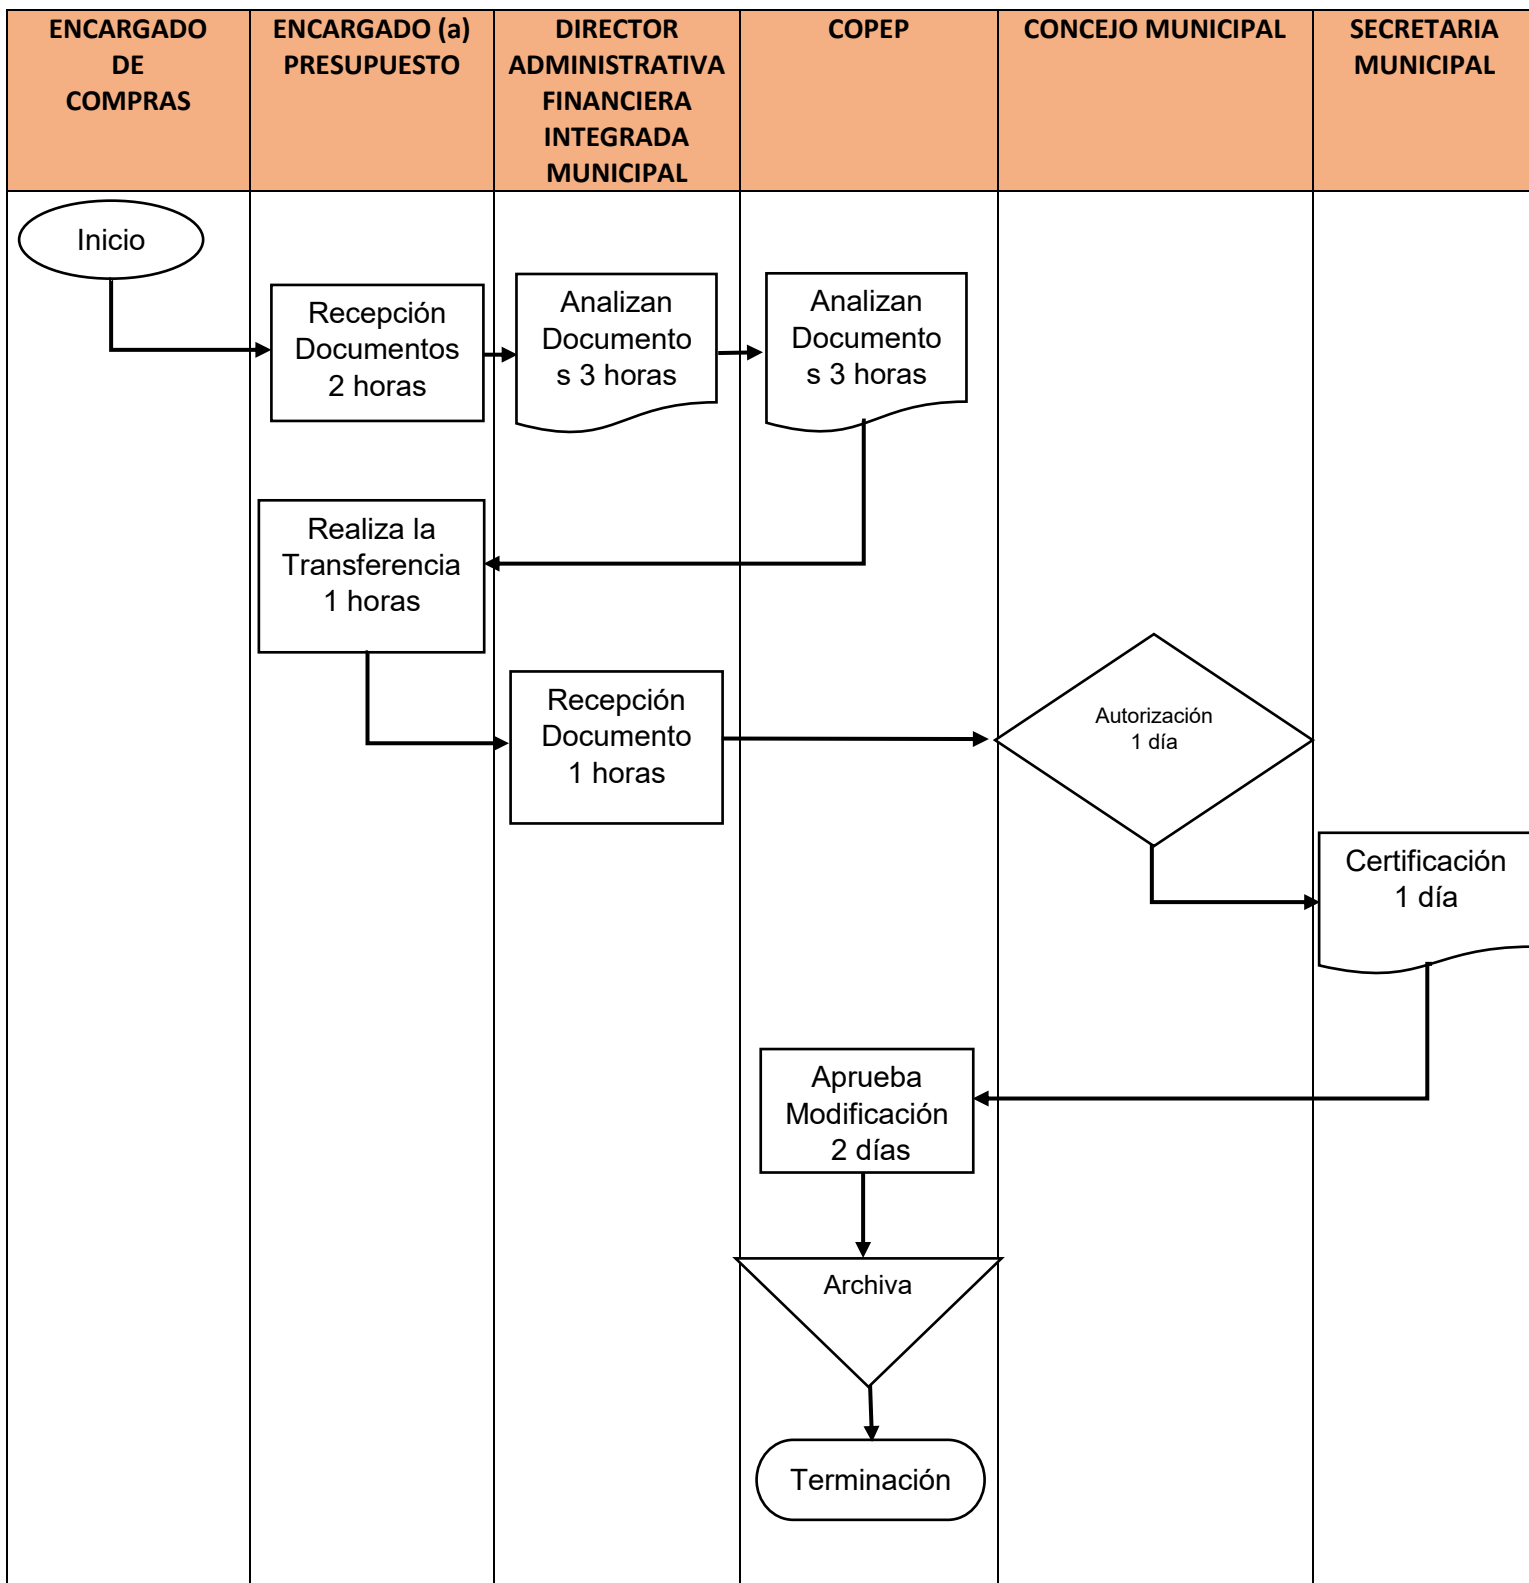 ENCARGADO
DE
COMPRAS
ENCARGADO (a)
PRESUPUESTO
DIRECTOR
ADMINISTRATIVA
FINANCIERA
INTEGRADA
MUNICIPAL
COPEP
CONCEJO MUNICIPAL
SECRETARIA
MUNICIPAL
Inicio
Recepción
Documentos
2 horas
Analizan
Documento
s 3 horas
Analizan
Documento
s 3 horas
Realiza la
Transferencia
1 horas
Recepción
Documento
1 horas
Autorización
1 día
Certificación
1 día
Aprueba
Modificación
2 días
Archiva
Terminación